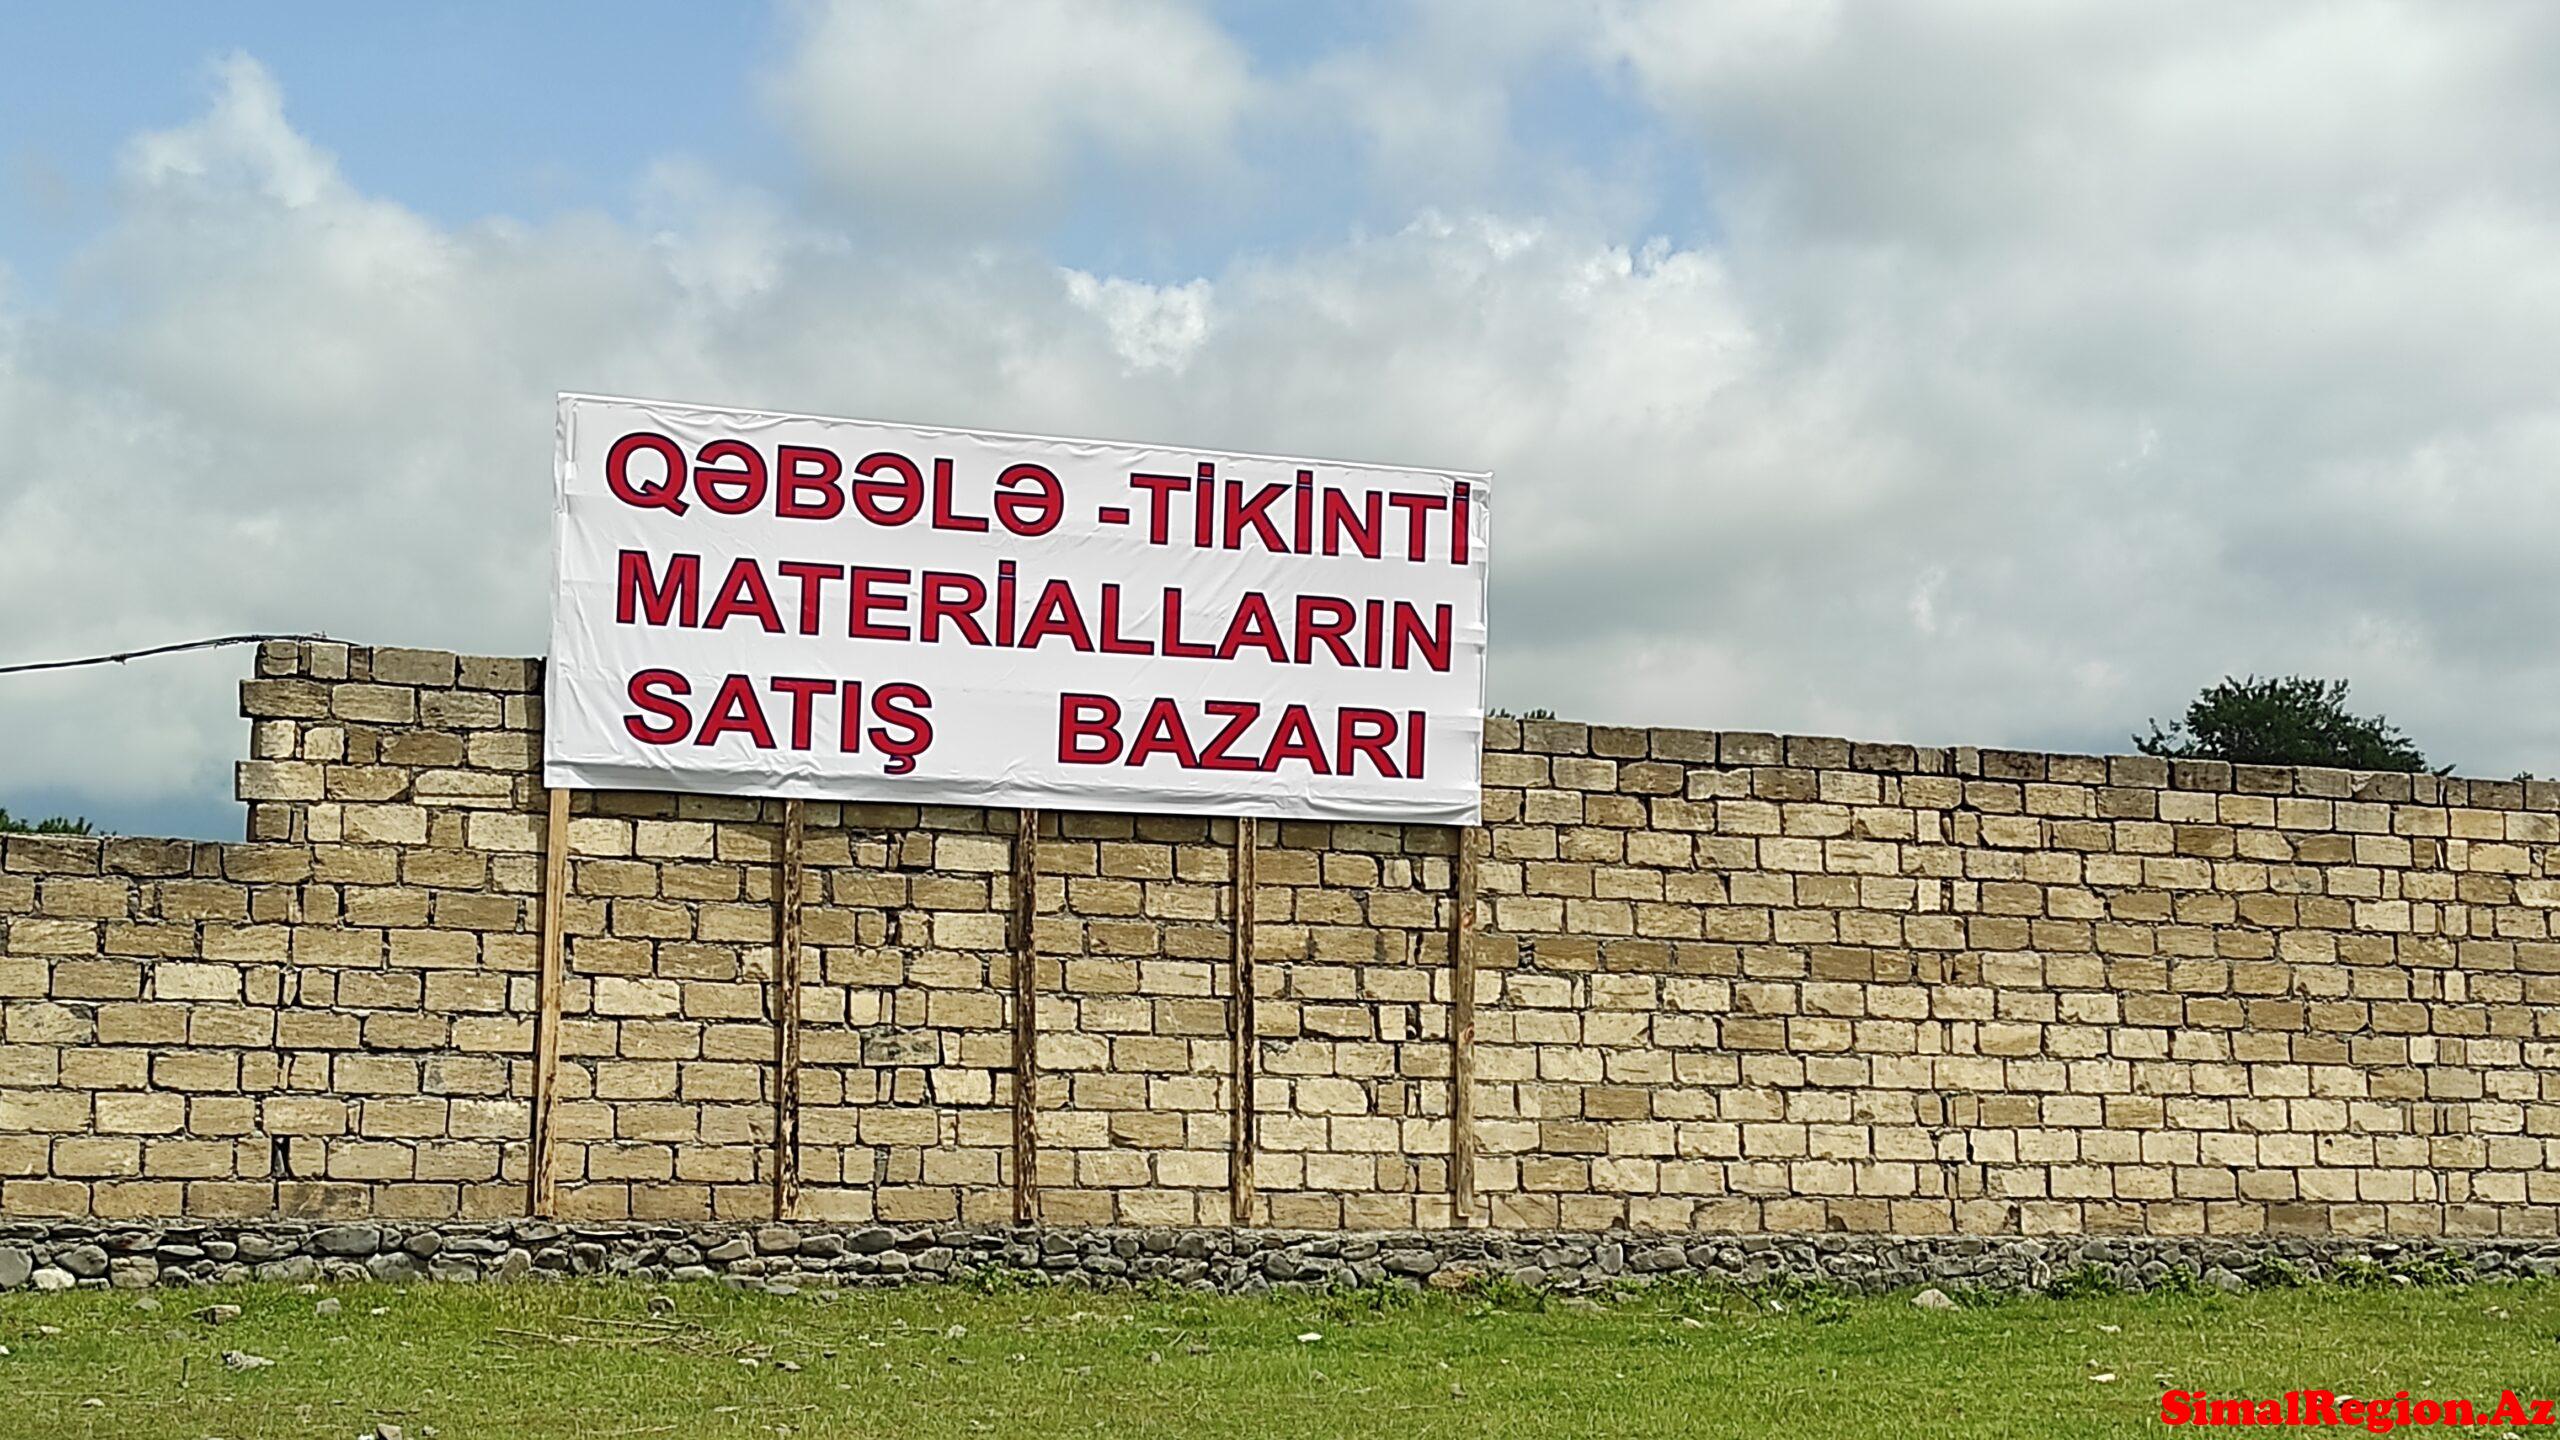 QƏBƏLƏ -TİKİNTİ
MATERİALLARIN
SATIŞ BAZARI
SimalRegion.Az